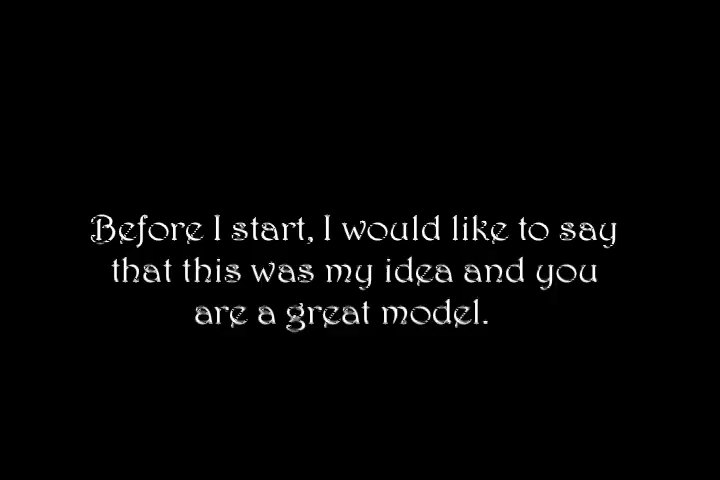 Before I start, I would like to say
that this was my idea and you
are a great model.